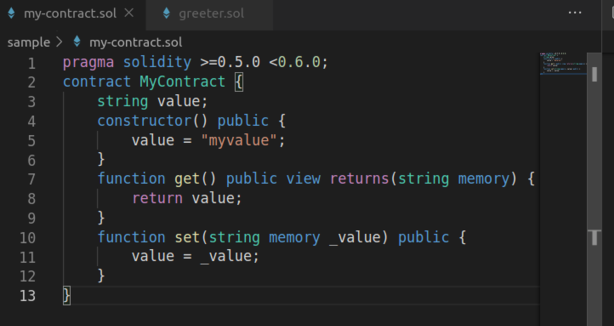 my-contract.sol × greeter.sol ...
sample > my-contract.sol
1 pragma solidity >=0.5.0 <0.6.0;
2 contract MyContract {
3 string value;
4 constructor() public {
5 value = "myvalue";
6 }
7 function get() public view returns(string memory) {
8 return value;
9 }
10 function set(string memory _value) public {
11 value = _value;
12 }
13 }